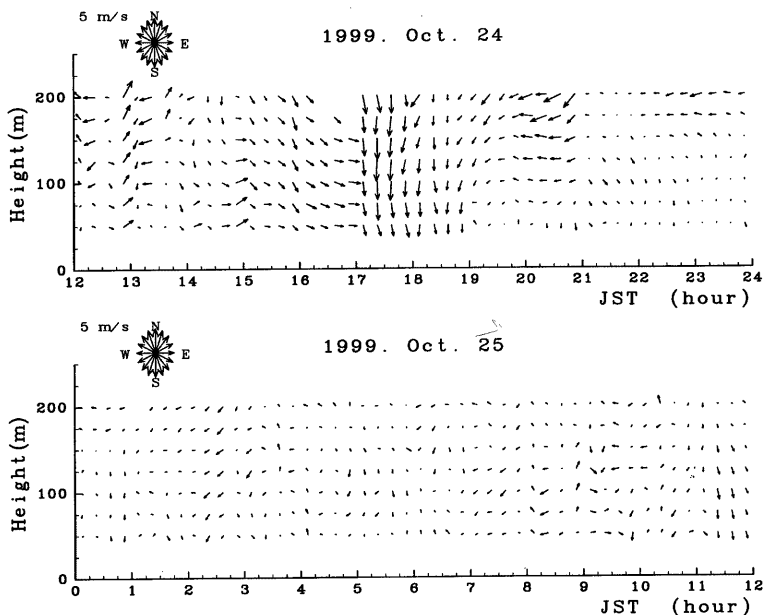 5 m/s
N
W E
S
1999. Oct. 24
Height(m)
200
100
0
12 13 14 15 16 17 18 19 20 21 22 23 24
JST (hour)
5 m/s
N
W E
S
1999. Oct. 25
Height(m)
200
100
0
0 1 2 3 4 5 6 7 8 9 10 11 12
JST (hour)